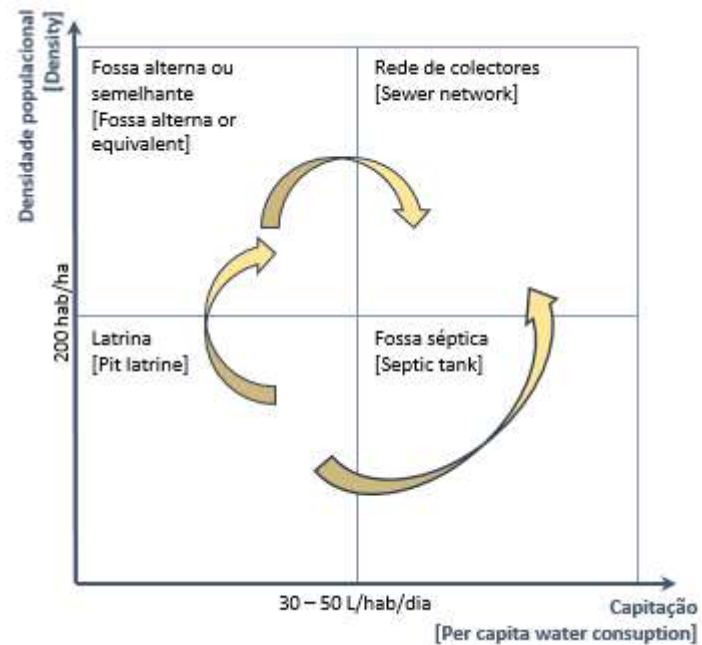 Densidade populacional
[Density]
Fossa alterna ou
semelhante
[Fossa alterna or
equivalent]
Rede de colectores
[Sewer network]
200 hab/ha
Latrina
[Pit latrine]
Fossa séptica
[Septic tank]
30 – 50 L/hab/dia
Capitação
[Per capita water consuption]